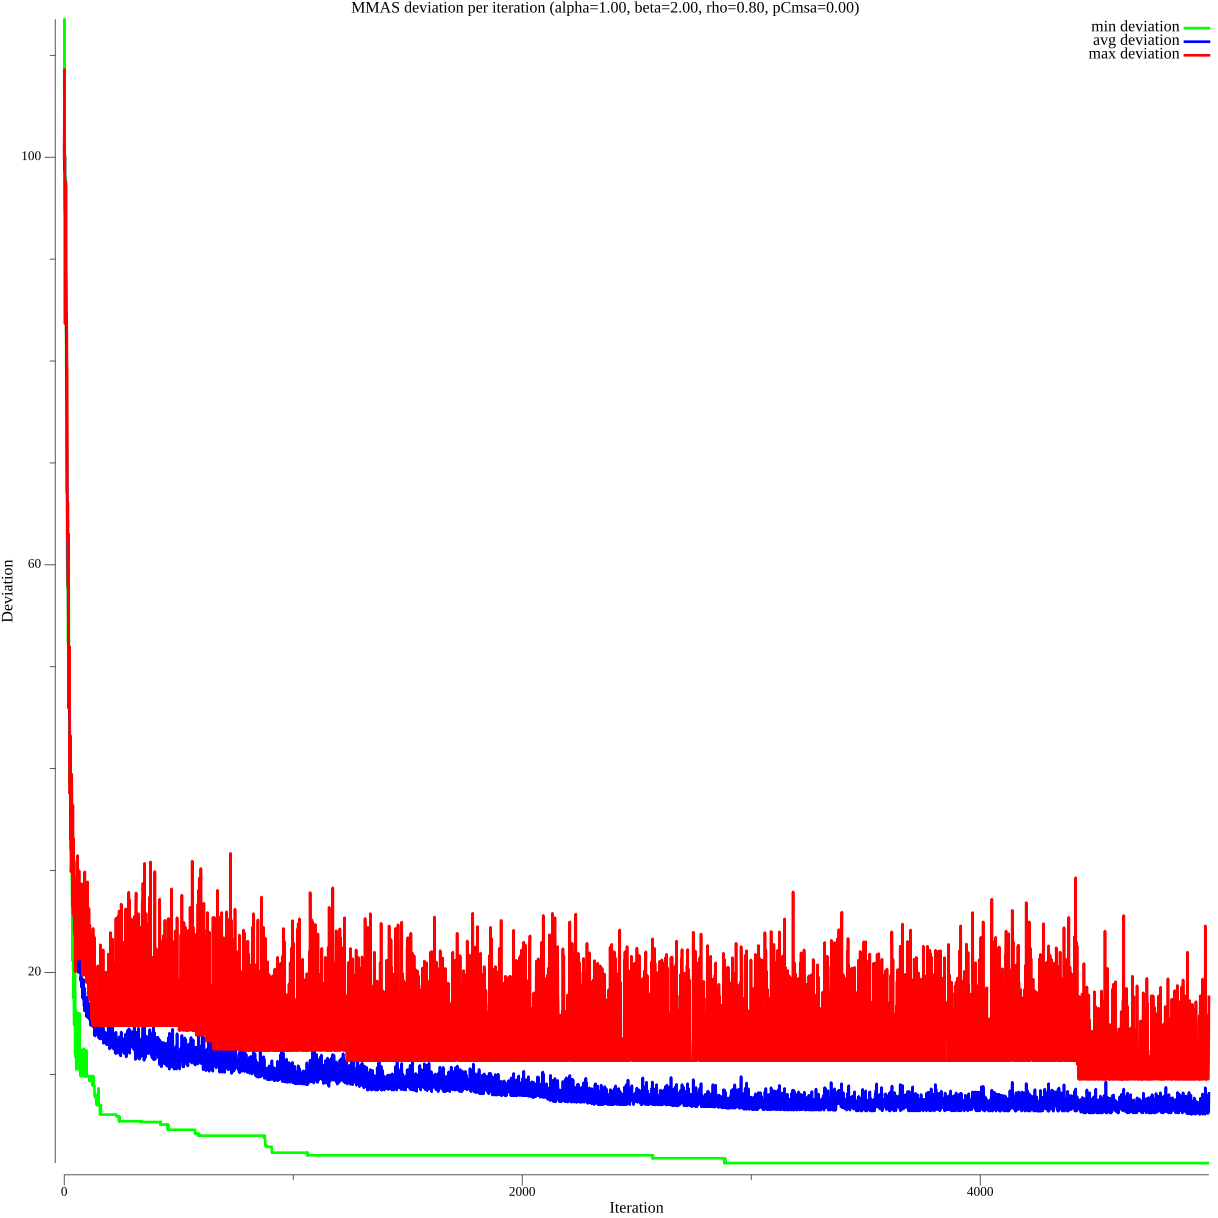 MMAS deviation per iteration (alpha=1.00, beta=2.00, rho=0.80, pCmsa=0.00)
min deviation
avg deviation
max deviation
100
60
20
Deviation
0
2000
4000
Iteration